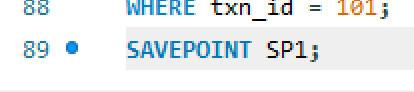 88 WHERE txn_id = 101;
89 SAVEPOINT SP1;